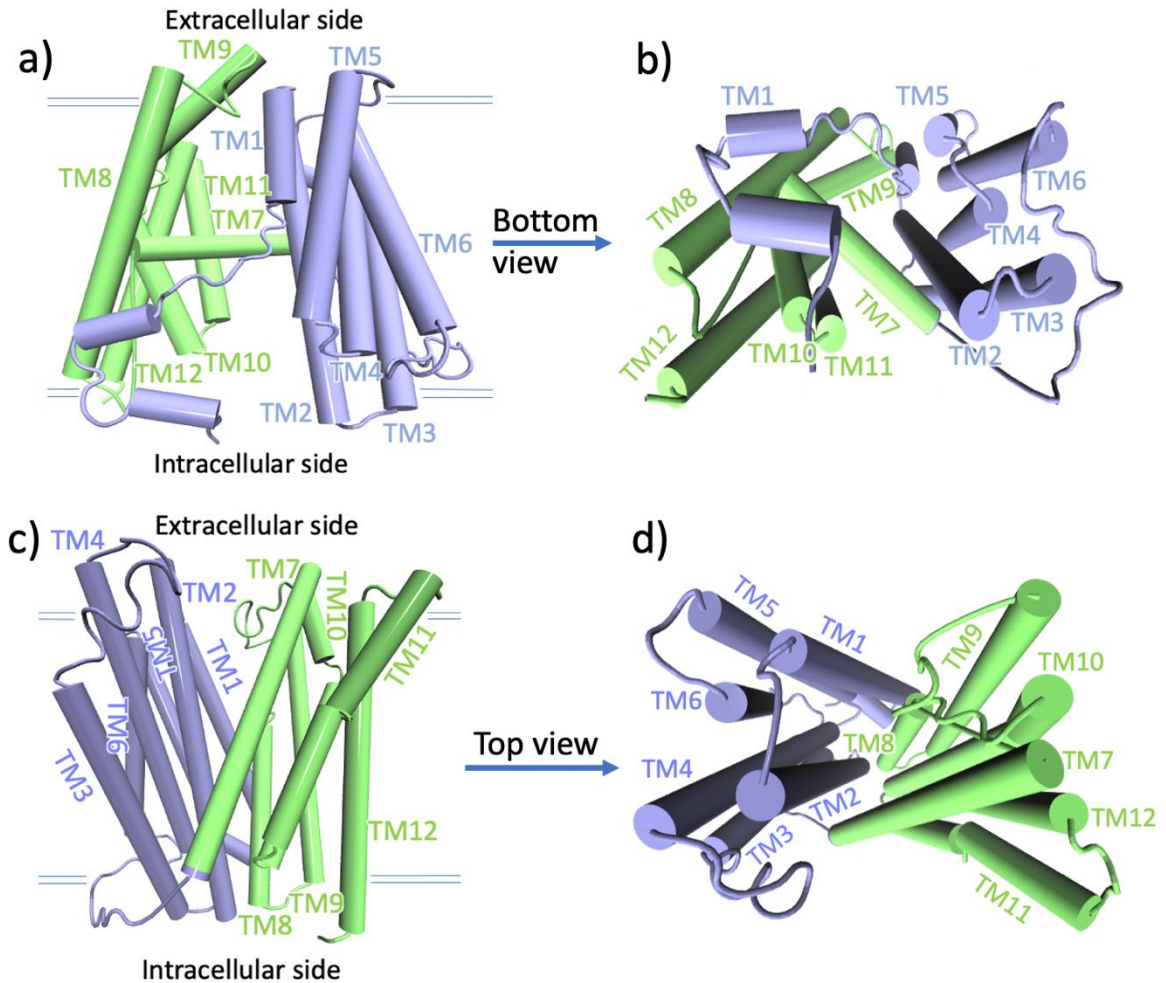 Extracellular side
a)
TM9
TM5
b)
TM1
TM5
TM1
TM8
TM11
TM7
TM6
Bottom
view
TM8
TM9
TM6
TM4
TM12
TM10
TM11
TM7
TM3
TM2
TM10
TM12
TM4
TM2
TM3
Intracellular side
c)
Extracellular side
d)
TM4
TM7
TM10
TM2
TM5
TM1
TM11
TM6
TM3
TM12
TM9
TM8
Intracellular side
Top view
TM5
TM1
TM9
TM10
TM6
TM8
TM7
TM4
TM2
TM3
TM12
TM11